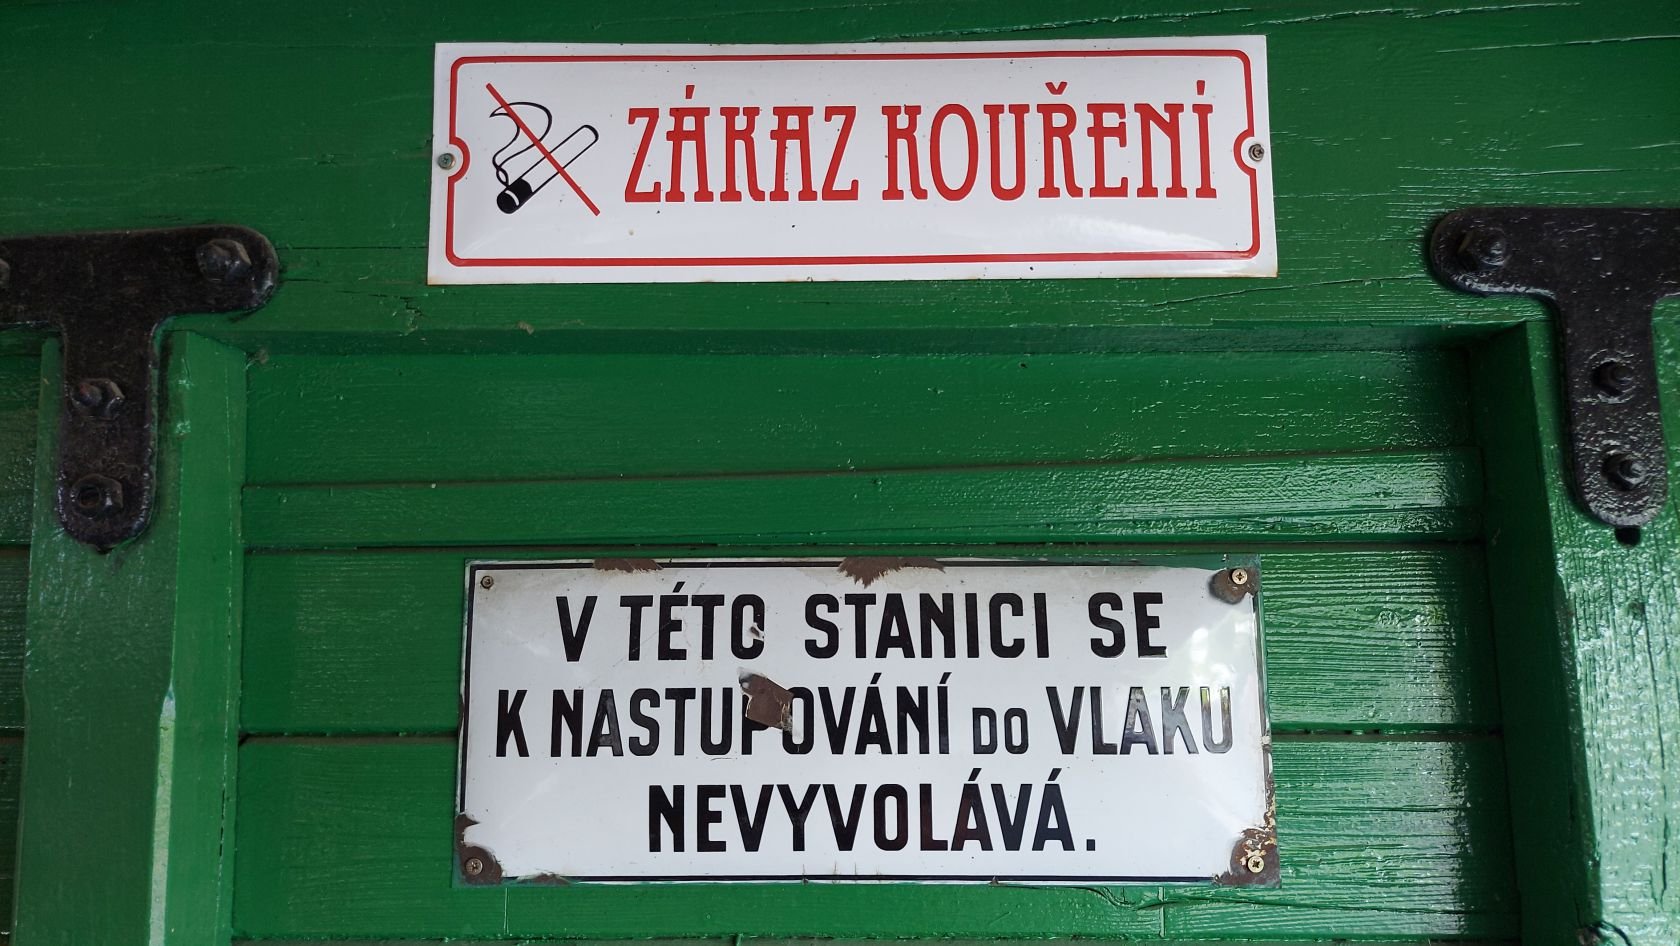 ZÁKAZ KOUŘENÍ
V TÉTO STANICI SE
K NASTUPOVÁNÍ DO VLAKU
NEVYVOLÁVÁ.